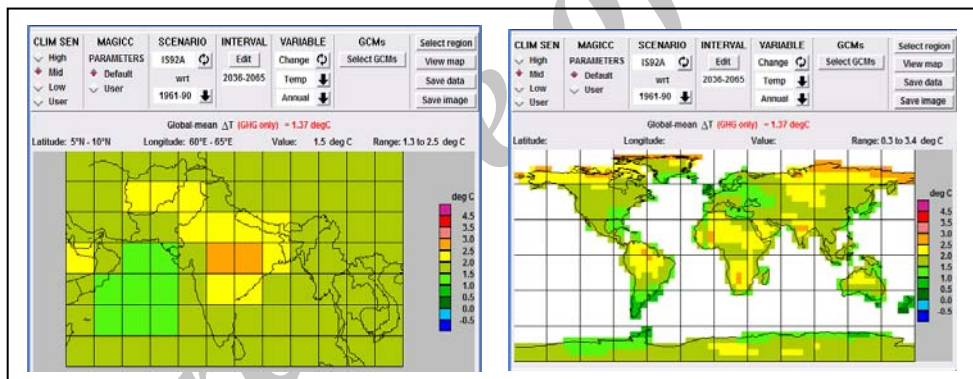 CLIM SEN MAGICC SCENARIO INTERVAL VARIABLE GCMs Select region
High PARAMETERS IS92A Edit Change Select GCMs View map
Mid Default wrt 2036-2065 Temp Save data
Low User 1961-90 Annual Save image
User
Global-mean ΔT (GHG only) = 1.37 degC
Latitude: 5°N - 10°N Longitude: 60°E - 65°E Value: 1.5 deg C Range: 1.3 to 2.5 deg C
deg C
4.5
3.5
3.0
2.5
2.0
1.5
1.0
0.5
0.0
-0.5
CLIM SEN MAGICC SCENARIO INTERVAL VARIABLE GCMs Select region
High PARAMETERS IS92A Edit Change Select GCMs View map
Mid Default wrt 2036-2065 Temp Save data
Low User 1961-90 Annual Save image
User
Global-mean ΔT (GHG only) = 1.37 degC
Latitude: Longitude: Value: Range: 0.3 to 3.4 deg C
deg C
4.5
3.5
3.0
2.5
2.0
1.5
1.0
0.5
0.0
-0.5